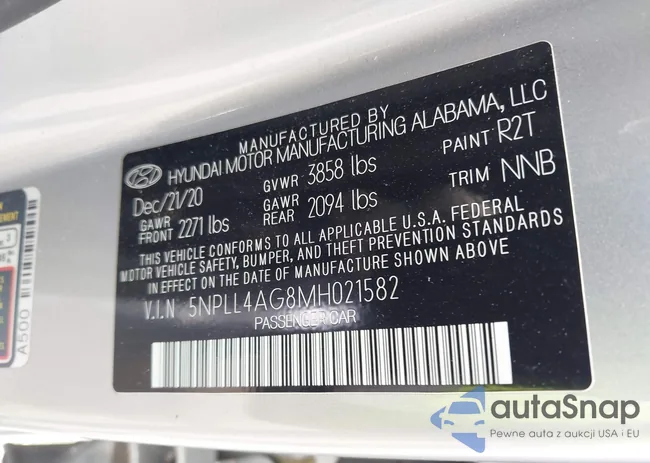 MANUFACTURED BY
HYUNDAI MOTOR MANUFACTURING ALABAMA, LLC
Dec/21/20 GVWR 3858 lbs PAINT R2T
GAWR FRONT 2271 lbs GAWR REAR 2094 lbs TRIM NNB
THIS VEHICLE CONFORMS TO ALL APPLICABLE U.S.A. FEDERAL
MOTOR VEHICLE SAFETY, BUMPER, AND THEFT PREVENTION STANDARDS
IN EFFECT ON THE DATE OF MANUFACTURE SHOWN ABOVE
V.I.N 5NPLL4AG8MH021582
PASSENGER CAR
A500
autaSnap
Pewne auta z aukcji USA i EU